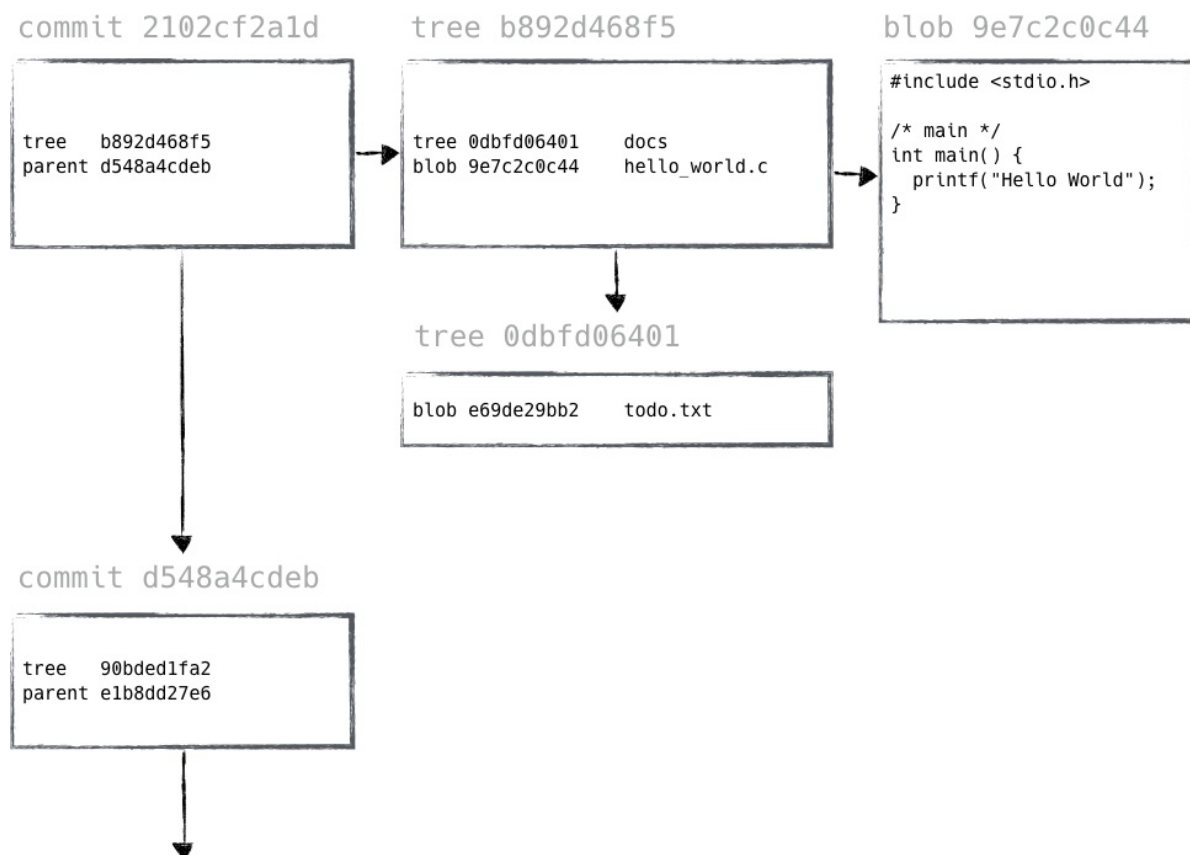 commit 2102cf2a1d
tree b892d468f5
blob 9e7c2c0c44
tree   b892d468f5
parent d548a4cdeb
tree 0dbfd06401    docs
blob 9e7c2c0c44    hello_world.c
#include <stdio.h>
/* main */
int main() {
  printf("Hello World");
}
tree 0dbfd06401
blob e69de29bb2    todo.txt
commit d548a4cdeb
tree   90bded1fa2
parent e1b8dd27e6